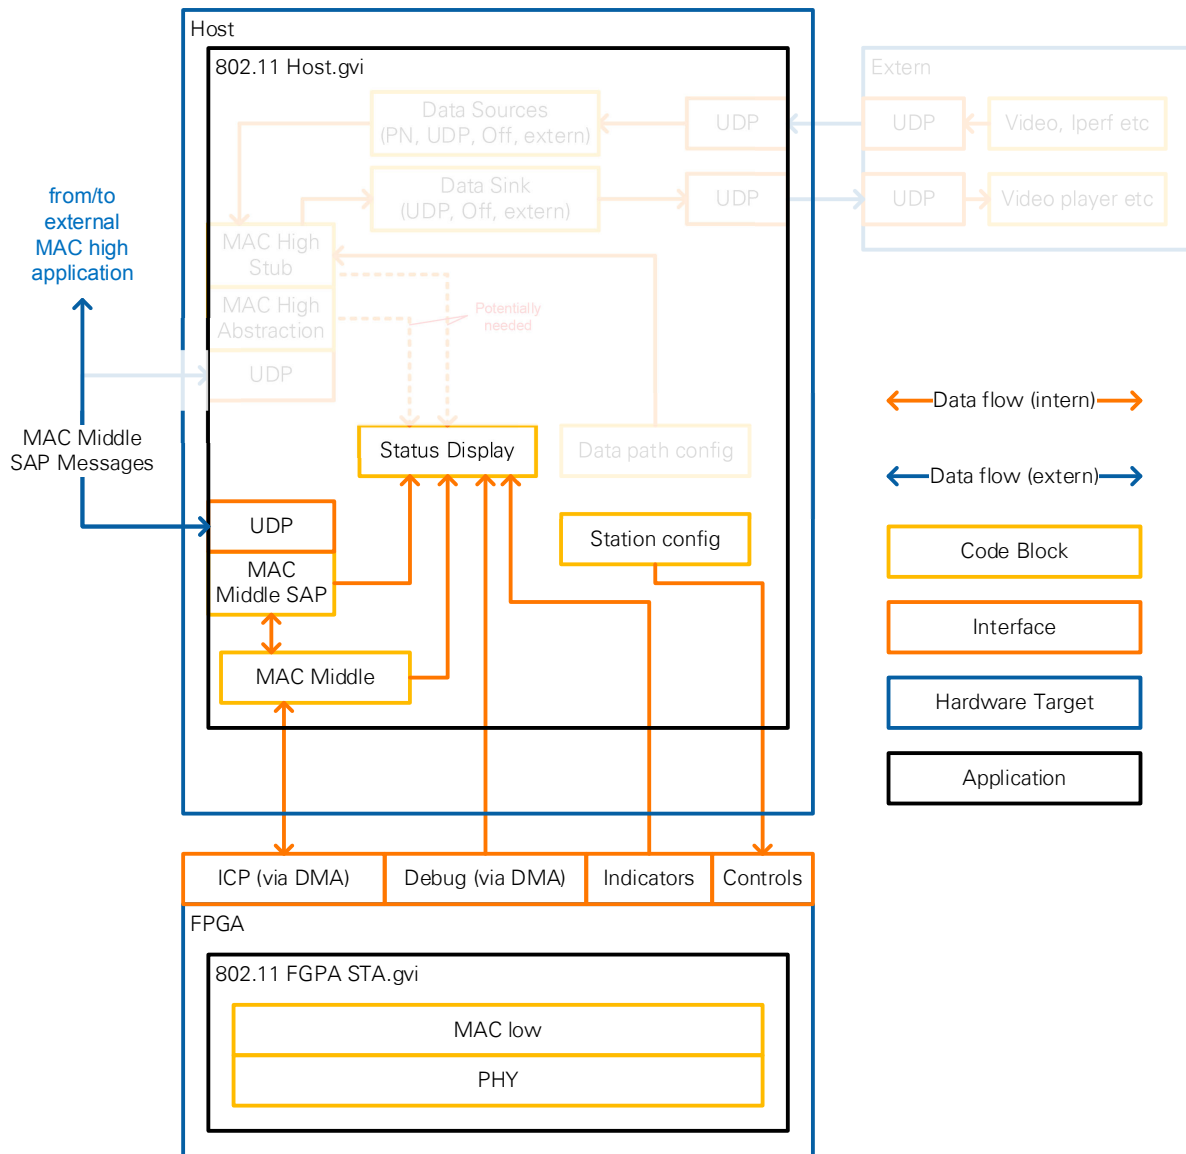 Host
802.11 Host.gvi
Extern
Data Sources
(PN, UDP, Off, extern)
UDP
UDP
Video, Iperf etc
Data Sink
(UDP, Off, extern)
UDP
UDP
Video player etc
from/to
external
MAC high
application
MAC High
Stub
MAC High
Abstraction
Potentially
needed
UDP
MAC Middle
SAP Messages
Status Display
Data path config
UDP
MAC
Middle SAP
Station config
MAC Middle
Data flow (intern)
Data flow (extern)
Code Block
Interface
Hardware Target
Application
ICP (via DMA)
Debug (via DMA)
Indicators
Controls
FPGA
802.11 FGPA STA.gvi
MAC low
PHY